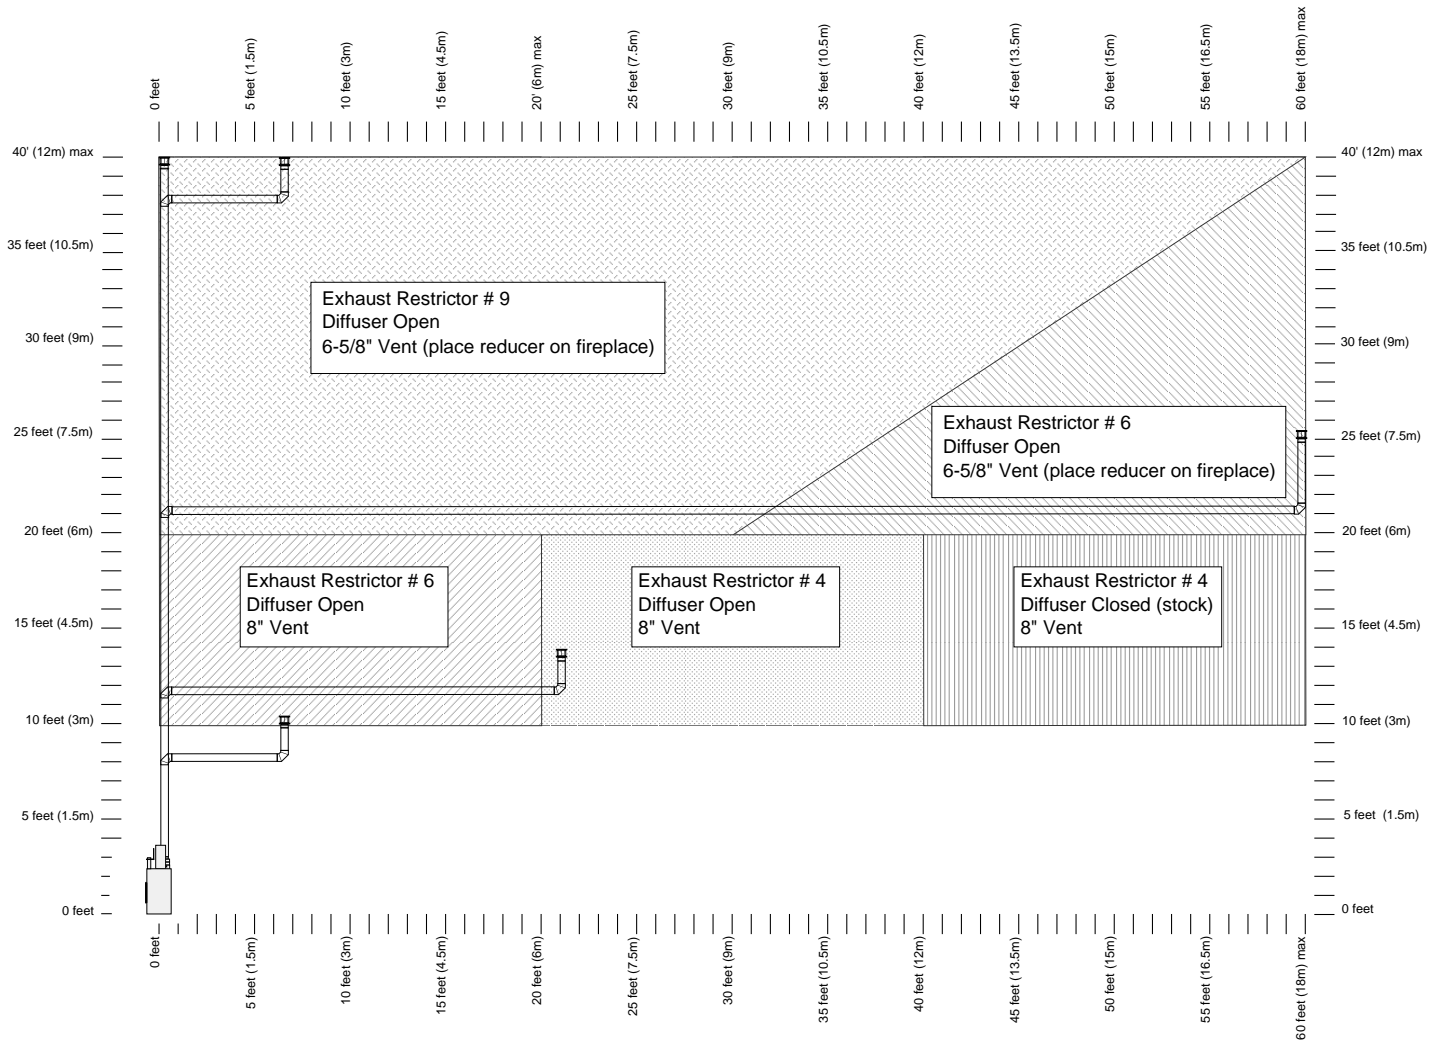 0 feet
5 feet (1.5m)
10 feet (3m)
15 feet (4.5m)
20' (6m) max
25 feet (7.5m)
30 feet (9m)
35 feet (10.5m)
40 feet (12m)
45 feet (13.5m)
50 feet (15m)
55 feet (16.5m)
60 feet (18m) max
40' (12m) max
35 feet (10.5m)
30 feet (9m)
25 feet (7.5m)
20 feet (6m)
15 feet (4.5m)
10 feet (3m)
5 feet (1.5m)
0 feet
Exhaust Restrictor # 9
Diffuser Open
6-5/8" Vent (place reducer on fireplace)
Exhaust Restrictor # 6
Diffuser Open
6-5/8" Vent (place reducer on fireplace)
Exhaust Restrictor # 6
Diffuser Open
8" Vent
Exhaust Restrictor # 4
Diffuser Open
8" Vent
Exhaust Restrictor # 4
Diffuser Closed (stock)
8" Vent
40' (12m) max
35 feet (10.5m)
30 feet (9m)
25 feet (7.5m)
20 feet (6m)
15 feet (4.5m)
10 feet (3m)
5 feet (1.5m)
0 feet
0 feet
5 feet (1.5m)
10 feet (3m)
15 feet (4.5m)
20 feet (6m)
25 feet (7.5m)
30 feet (9m)
35 feet (10.5m)
40 feet (12m)
45 feet (13.5m)
50 feet (15m)
55 feet (16.5m)
60 feet (18m) max